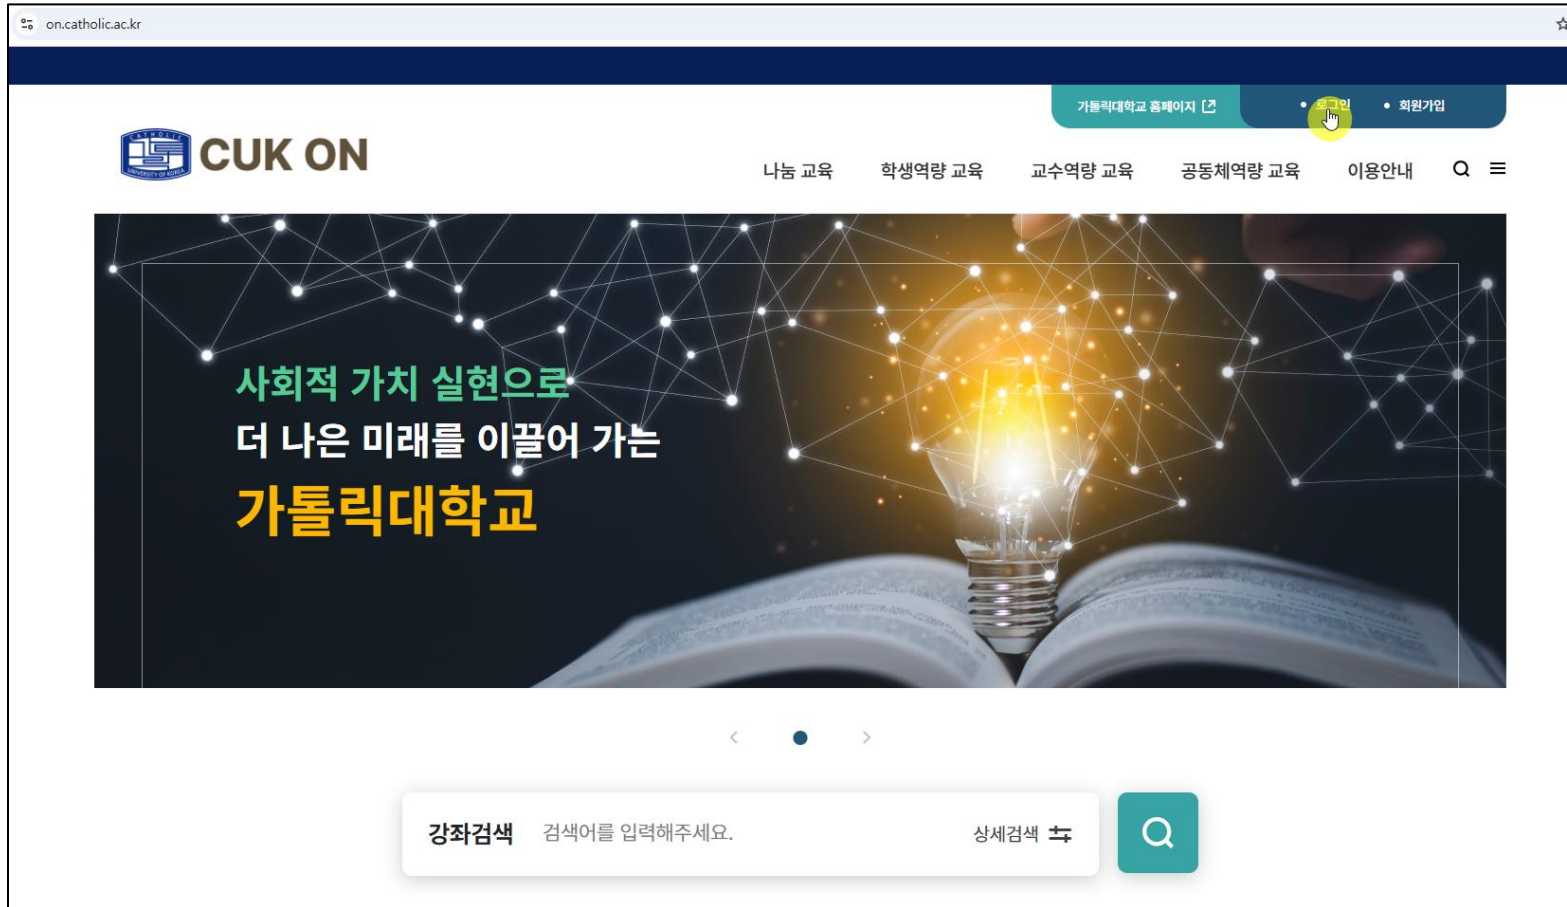 on.catholic.ac.kr
가톨릭대학교 홈페이지
로그인
회원가입
CATHOLIC
UNIVERSITY OF KOREA
CUK ON
나눔 교육
학생역량 교육
교수역량 교육
공동체역량 교육
이용안내
사회적 가치 실현으로
더 나은 미래를 이끌어 가는
가톨릭대학교
강좌검색
검색어를 입력해주세요.
상세검색